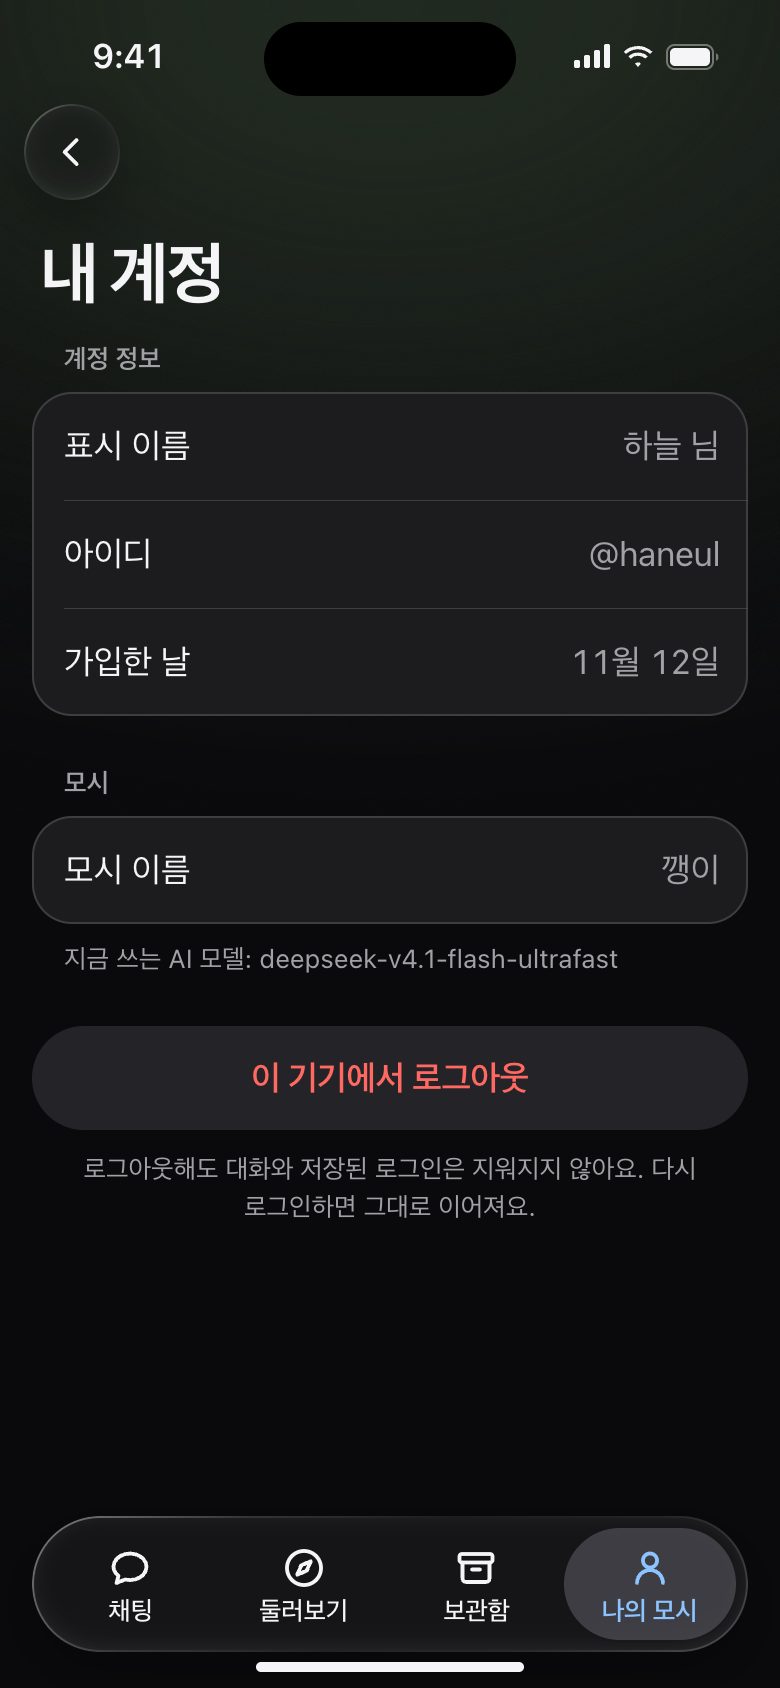 9:41
내 계정
계정 정보
표시 이름 하늘 님
아이디 @haneul
가입한 날 11월 12일
모시
모시 이름 깽이
지금 쓰는 AI 모델: deepseek-v4.1-flash-ultrafast
이 기기에서 로그아웃
로그아웃해도 대화와 저장된 로그인은 지워지지 않아요. 다시
로그인하면 그대로 이어져요.
채팅 둘러보기 보관함 나의 모시